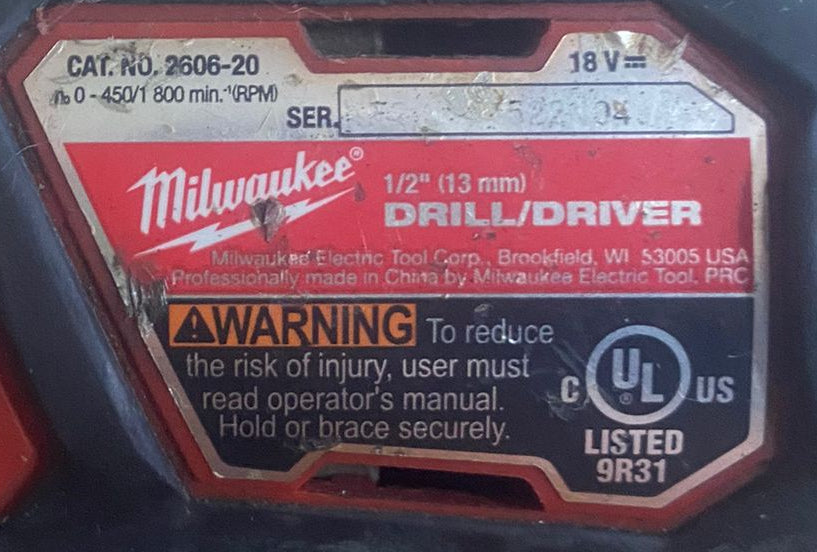 CAT. NO. 2606-20
18 V⎓
n₀ 0 - 450/1 800 min.⁻¹(RPM)
SER.
Milwaukee®
1/2" (13 mm)
DRILL/DRIVER
Milwaukee Electric Tool Corp., Brookfield, WI 53005 USA
Professionally made in China by Milwaukee Electric Tool. PRC
⚠WARNING To reduce
the risk of injury, user must
read operator's manual.
Hold or brace securely.
C UL® US
LISTED
9R31